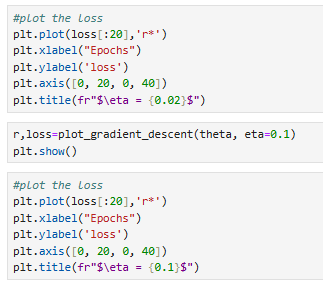 #plot the loss
plt.plot(loss[:20],'r*')
plt.xlabel("Epochs")
plt.ylabel('loss')
plt.axis([0, 20, 0, 40])
plt.title(fr"$\eta = {0.02}$")
r,loss=plot_gradient_descent(theta, eta=0.1)
plt.show()
#plot the loss
plt.plot(loss[:20],'r*')
plt.xlabel("Epochs")
plt.ylabel('loss')
plt.axis([0, 20, 0, 40])
plt.title(fr"$\eta = {0.1}$")